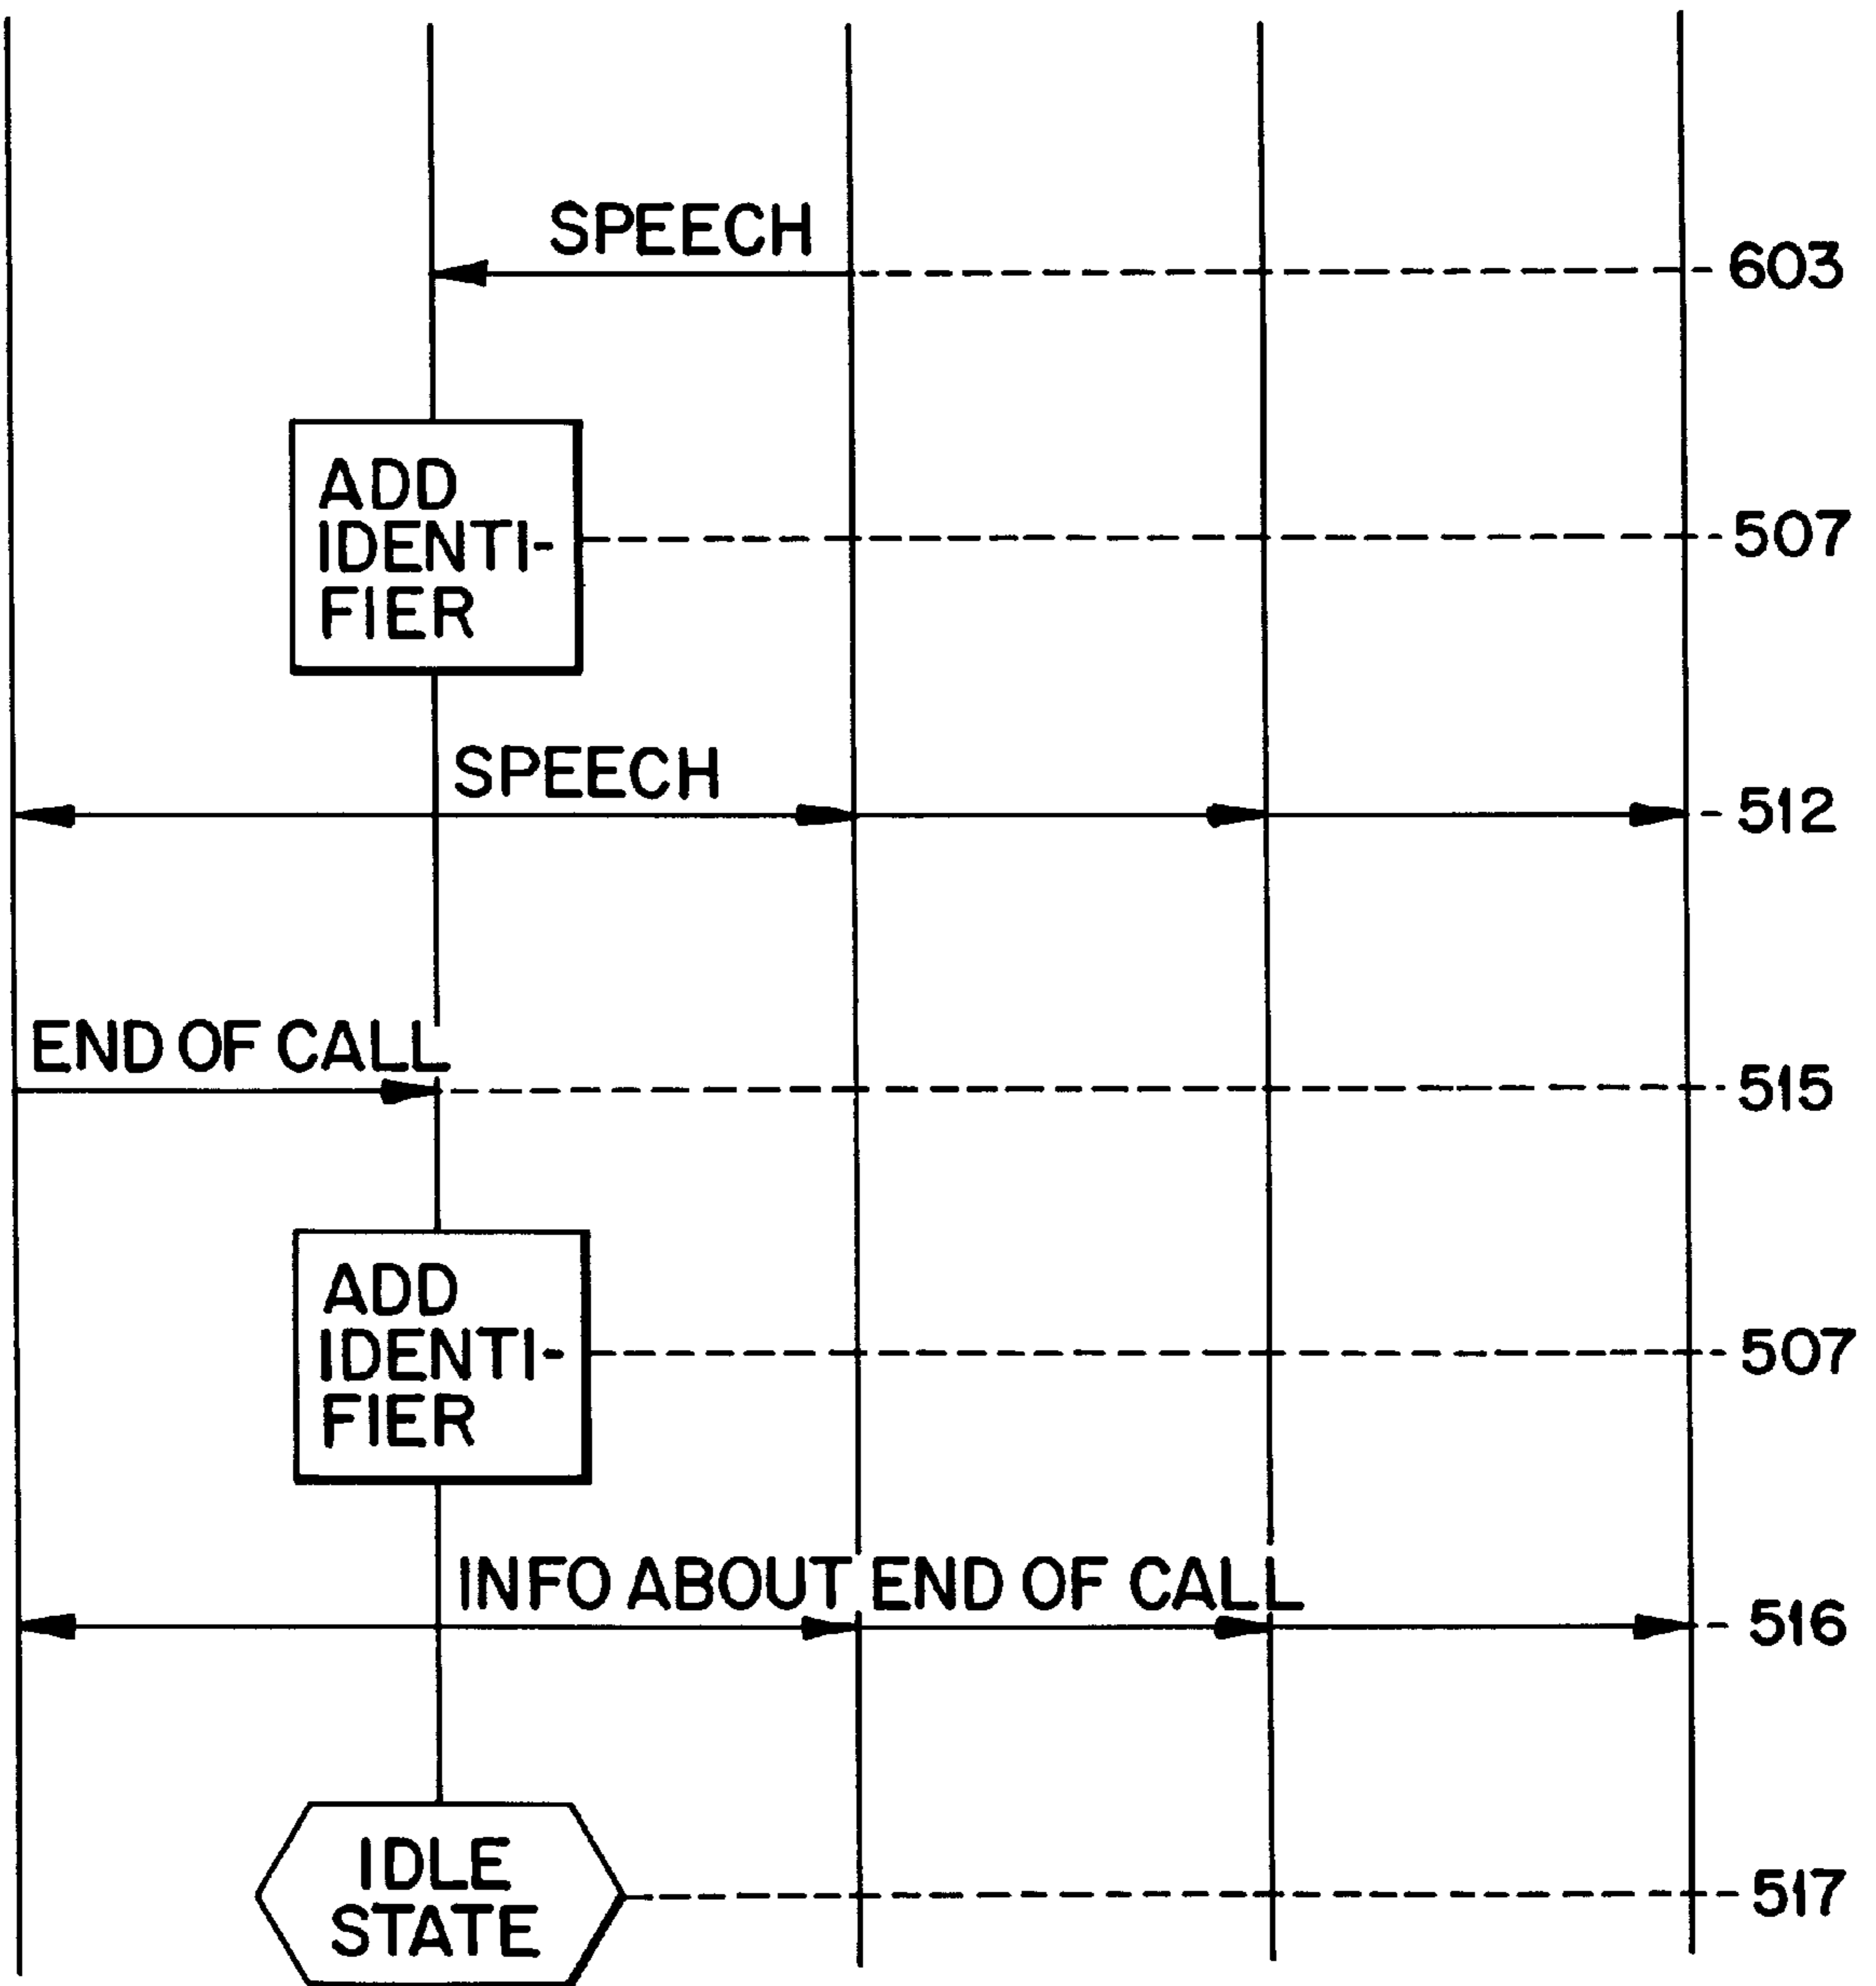 SPEECH
603
ADD
IDENTI-
FIER
507
SPEECH
512
END OF CALL
515
ADD
IDENTI-
FIER
507
INFO ABOUT END OF CALL
516
IDLE
STATE
517